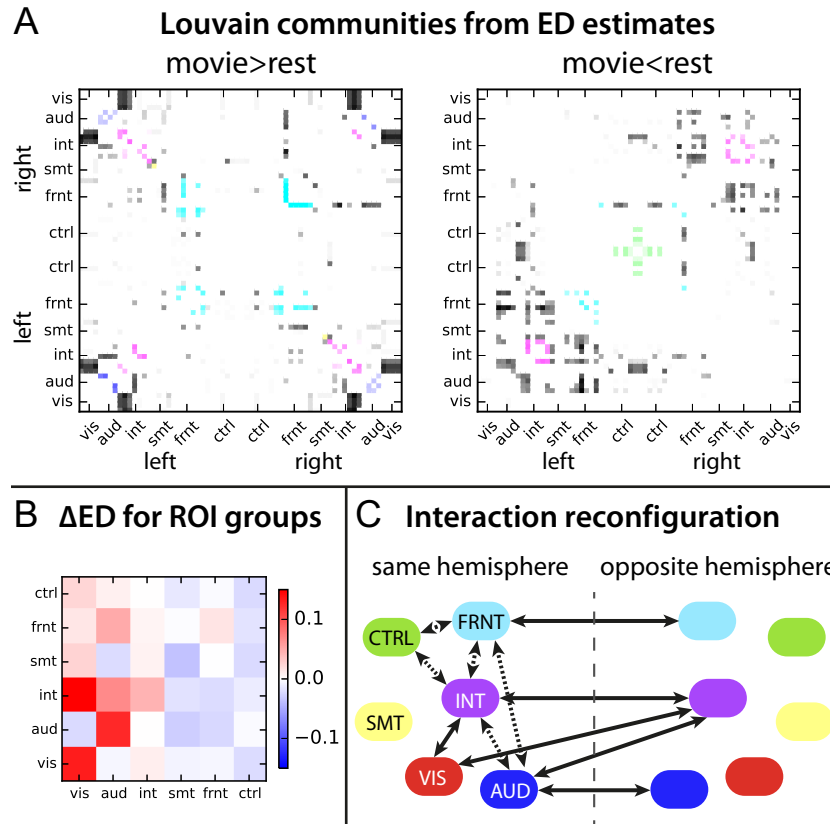 A
Louvain communities from ED estimates
movie>rest
movie<rest
vis
aud
int
smt
frnt
ctrl
ctrl
frnt
smt
int
aud
vis
right
left
vis
aud
int
smt
frnt
ctrl
ctrl
frnt
smt
int
aud
vis
left
right
vis
aud
int
smt
frnt
ctrl
ctrl
frnt
smt
int
aud
vis
vis
aud
int
smt
frnt
ctrl
ctrl
frnt
smt
int
aud
vis
left
right
B
ΔED for ROI groups
ctrl
frnt
smt
int
aud
vis
vis aud int smt frnt ctrl
0.1
0.0
−0.1
C
Interaction reconfiguration
same hemisphere
opposite hemisphere
CTRL
FRNT
INT
SMT
VIS
AUD